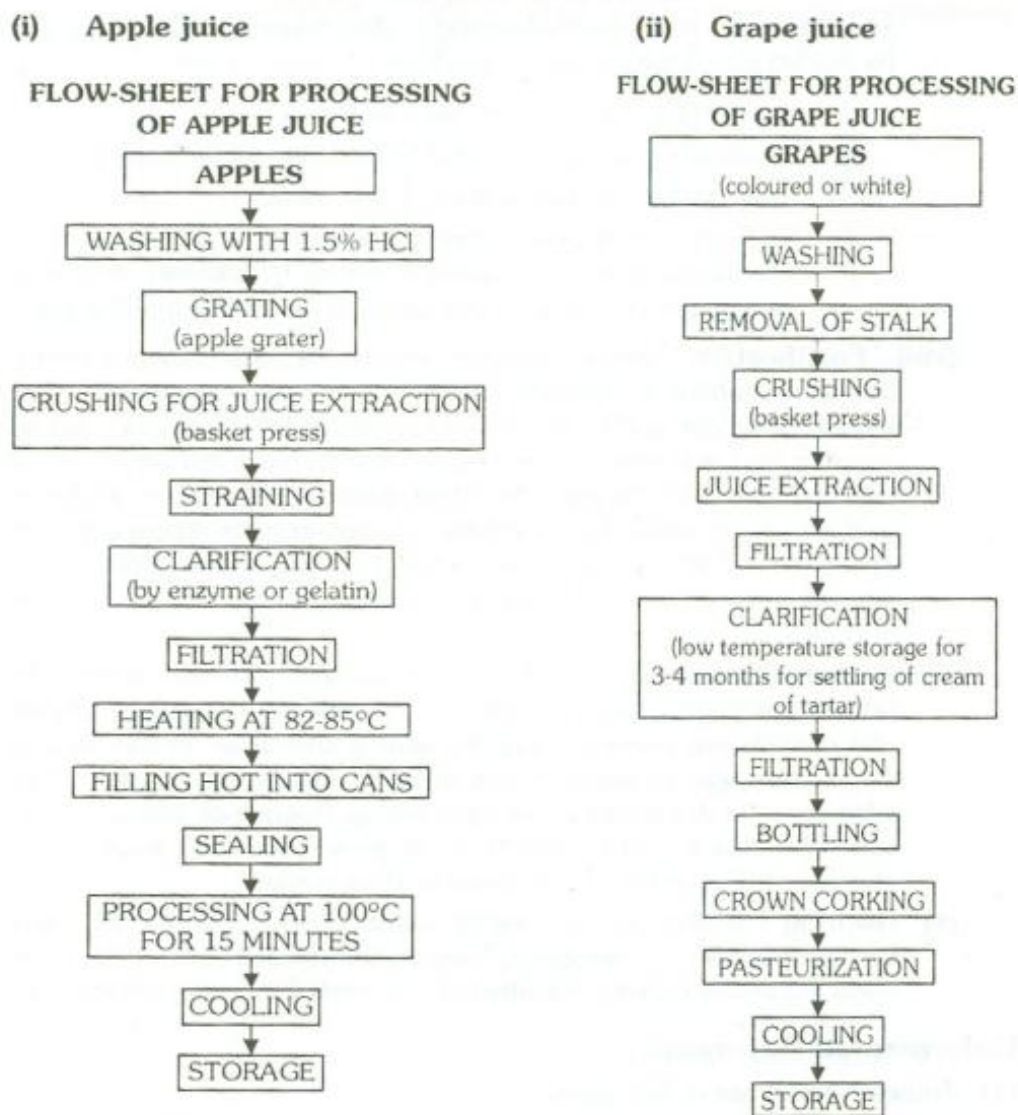 (i) Apple juice
FLOW-SHEET FOR PROCESSING
OF APPLE JUICE
APPLES
WASHING WITH 1.5% HCl
GRATING
(apple grater)
CRUSHING FOR JUICE EXTRACTION
(basket press)
STRAINING
CLARIFICATION
(by enzyme or gelatin)
FILTRATION
HEATING AT 82-85°C
FILLING HOT INTO CANS
SEALING
PROCESSING AT 100°C
FOR 15 MINUTES
COOLING
STORAGE
(ii) Grape juice
FLOW-SHEET FOR PROCESSING
OF GRAPE JUICE
GRAPES
(coloured or white)
WASHING
REMOVAL OF STALK
CRUSHING
(basket press)
JUICE EXTRACTION
FILTRATION
CLARIFICATION
(low temperature storage for
3-4 months for settling of cream
of tartar)
FILTRATION
BOTTLING
CROWN CORKING
PASTEURIZATION
COOLING
STORAGE